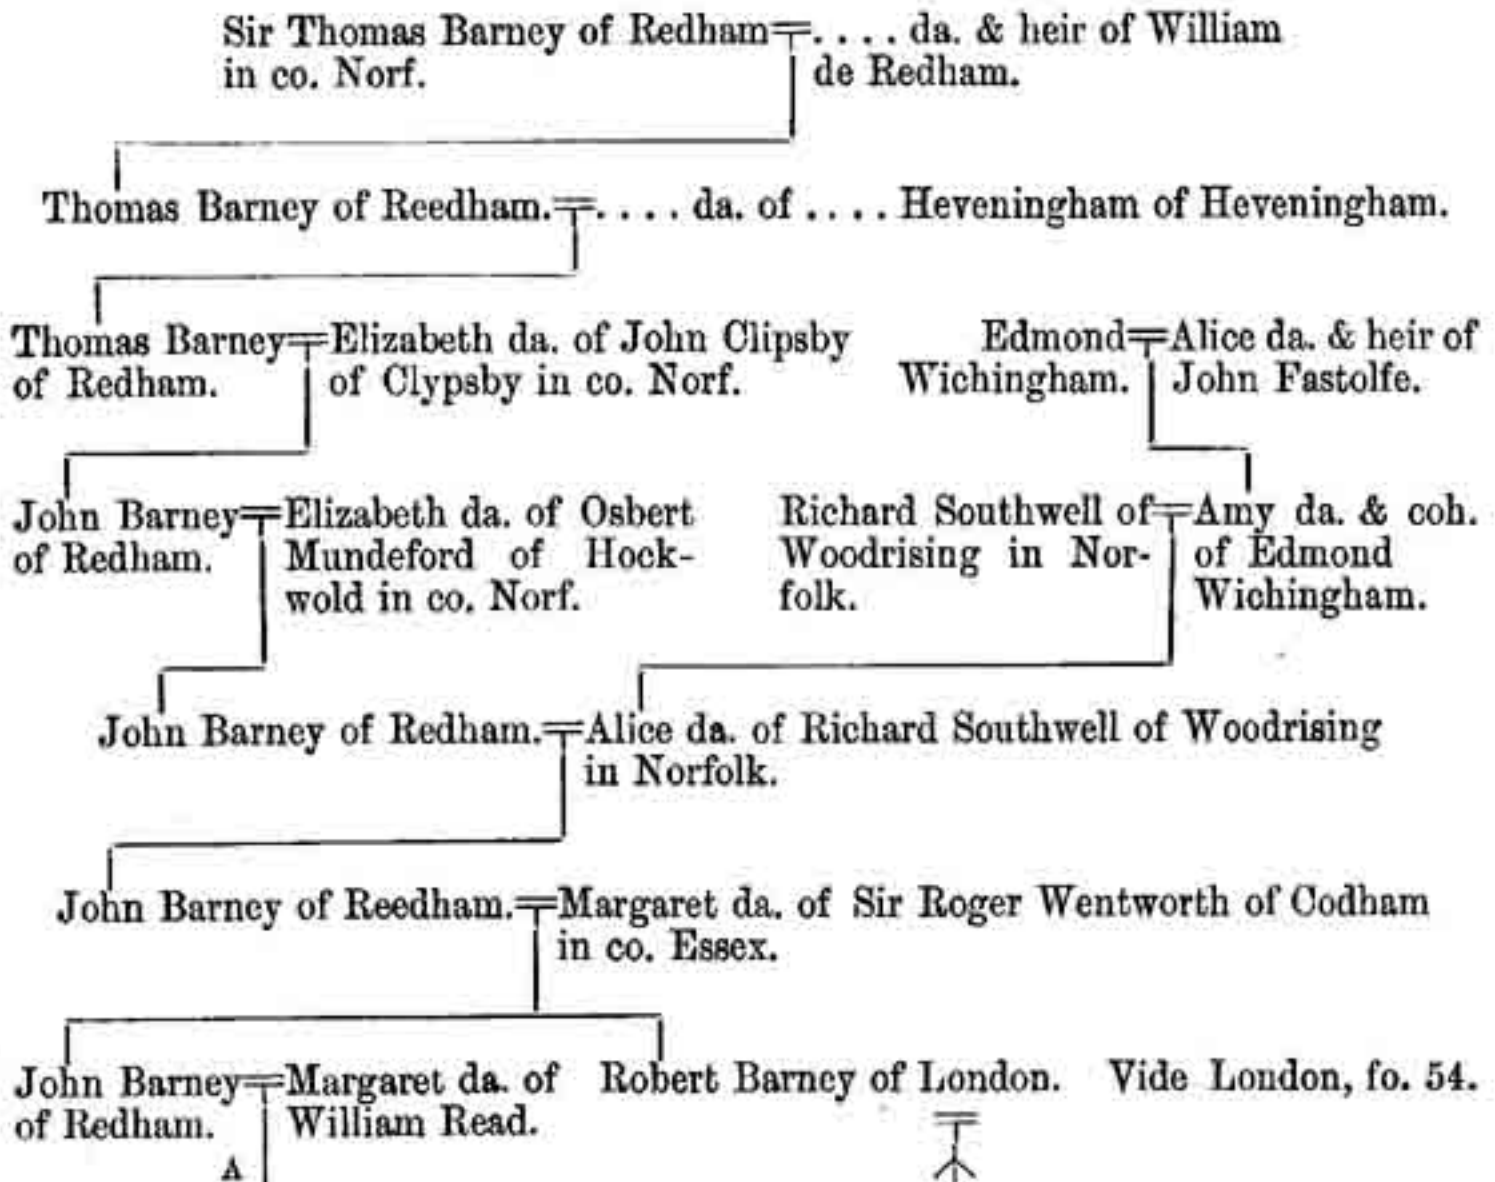 Sir Thomas Barney of Redham=.... da. & heir of William
in co. Norf.
de Redham.
Thomas Barney of Reedham.=.... da. of .... Heveningham of Heveningham.
Thomas Barney=Elizabeth da. of John Clipsby
of Redham.
of Clypsby in co. Norf.
Edmond=Alice da. & heir of
Wichingham.
John Fastolfe.
John Barney=Elizabeth da. of Osbert
of Redham.
Mundeford of Hock-
wold in co. Norf.
Richard Southwell of=Amy da. & coh.
Woodrising in Nor-
folk.
of Edmond
Wichingham.
John Barney of Redham.=Alice da. of Richard Southwell of Woodrising
in Norfolk.
John Barney of Reedham.=Margaret da. of Sir Roger Wentworth of Codham
in co. Essex.
John Barney=Margaret da. of
of Redham.
William Read.
A
Robert Barney of London. Vide London, fo. 54.